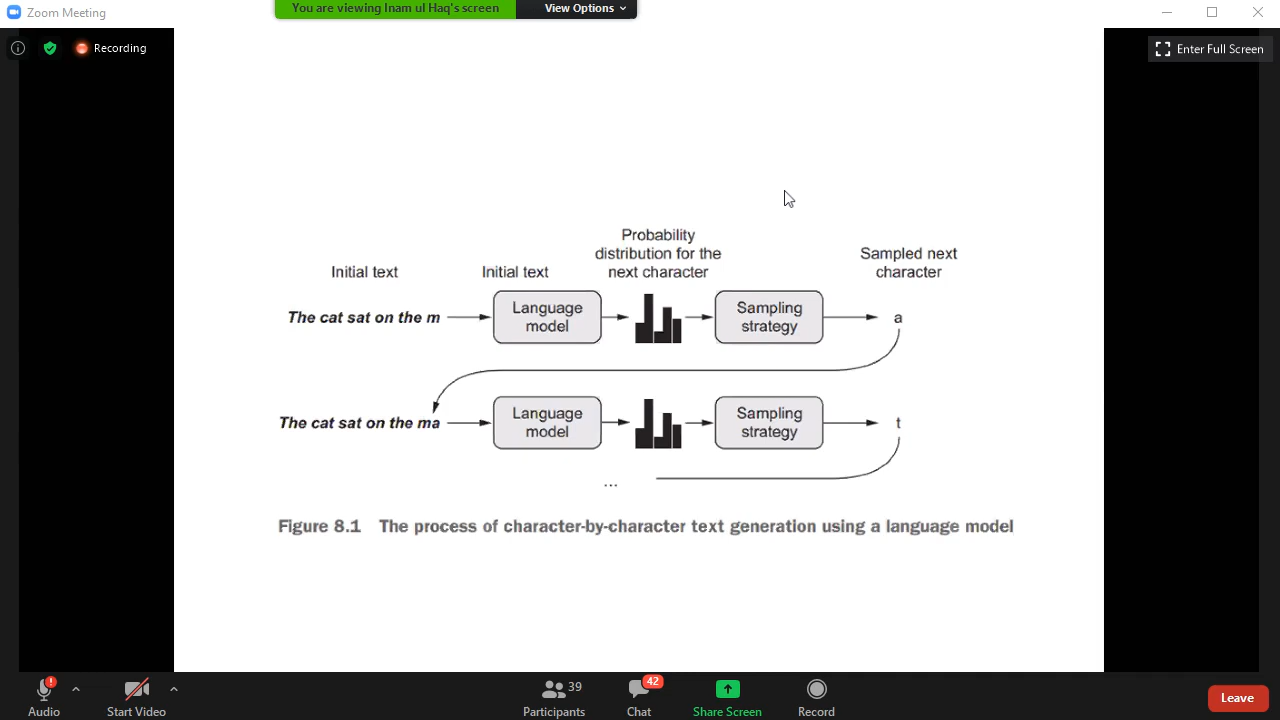 Zoom Meeting
You are viewing Inam ul Haq's screen
View Options
Recording
Enter Full Screen
Probability
distribution for the
next character
Initial text
Initial text
Sampled next
character
The cat sat on the m
Language
model
Sampling
strategy
a
The cat sat on the ma
Language
model
Sampling
strategy
t
...
Figure 8.1 The process of character-by-character text generation using a language model
Audio
Start Video
Participants
39
Chat
42
Share Screen
Record
Leave